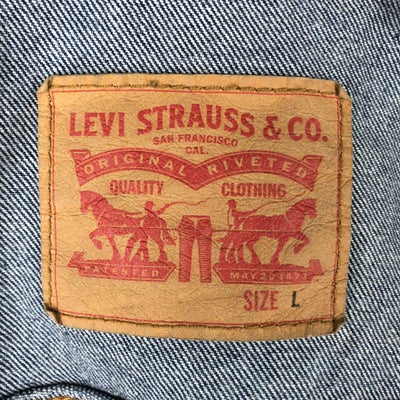 LEVI STRAUSS & CO.
SAN FRANCISCO
CAL.
ORIGINAL RIVETED
QUALITY CLOTHING
PATENTED MAY 20 1873
SIZE L